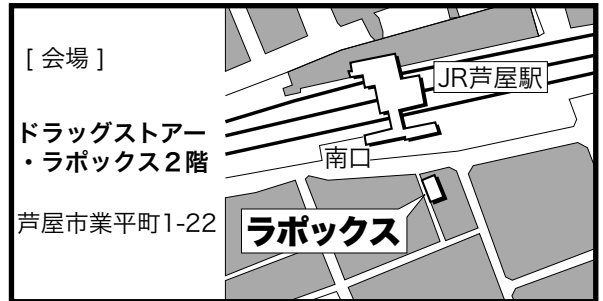 [ 会場 ]
ドラッグストアー
・ラポックス2階
芦屋市業平町1-22
JR芦屋駅
南口
ラポックス